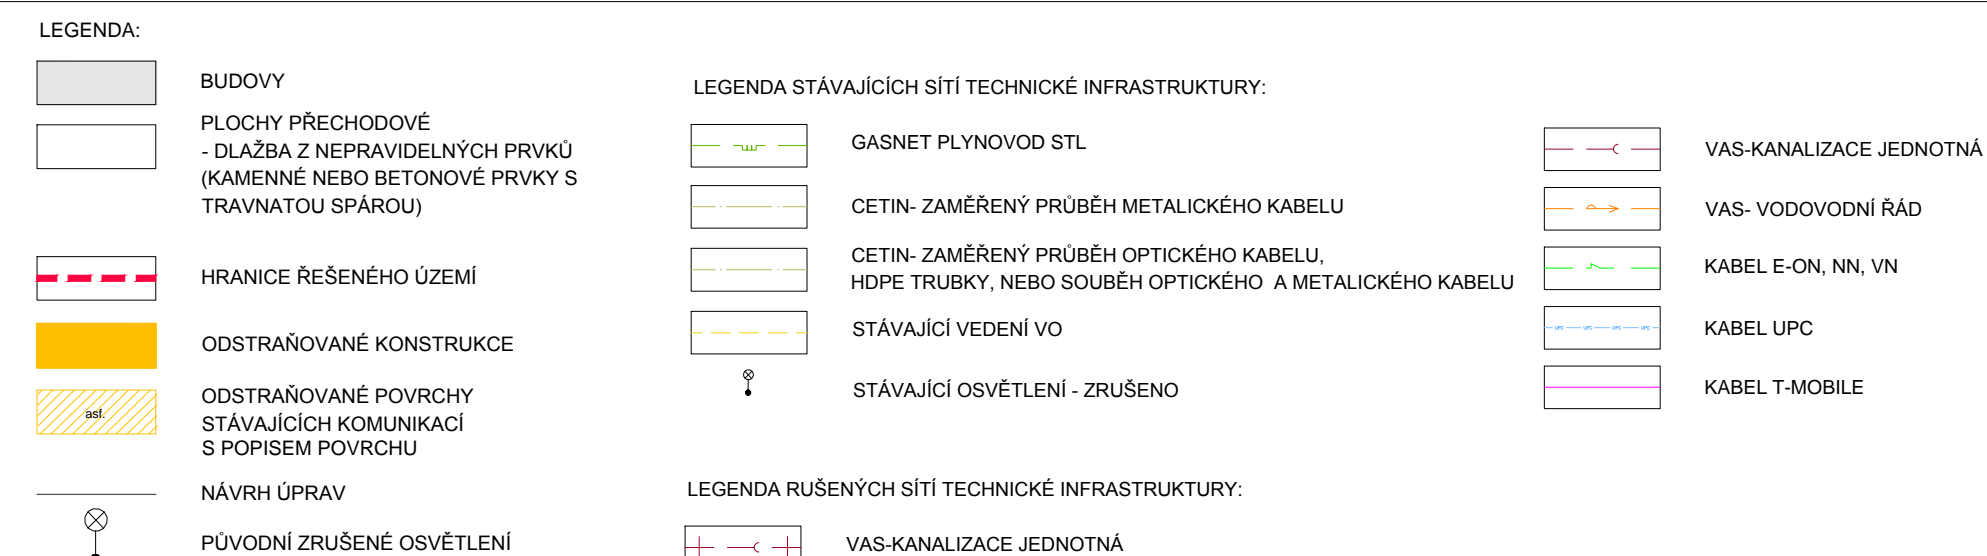 LEGENDA:
BUDOVY
PLOCHY PŘECHODOVÉ
- DLAŽBA Z NEPRAVIDELNÝCH PRVKŮ
(KAMENNÉ NEBO BETONOVÉ PRVKY S
TRAVNATOU SPÁROU)
HRANICE ŘEŠENÉHO ÚZEMÍ
ODSTRAŇOVANÉ KONSTRUKCE
asf.
ODSTRAŇOVANÉ POVRCHY
STÁVAJÍCÍCH KOMUNIKACÍ
S POPISEM POVRCHU
NÁVRH ÚPRAV
PŮVODNÍ ZRUŠENÉ OSVĚTLENÍ
LEGENDA STÁVAJÍCÍCH SÍTÍ TECHNICKÉ INFRASTRUKTURY:
GASNET PLYNOVOD STL
CETIN- ZAMĚŘENÝ PRŮBĚH METALICKÉHO KABELU
CETIN- ZAMĚŘENÝ PRŮBĚH OPTICKÉHO KABELU,
HDPE TRUBKY, NEBO SOUBĚH OPTICKÉHO A METALICKÉHO KABELU
STÁVAJÍCÍ VEDENÍ VO
STÁVAJÍCÍ OSVĚTLENÍ - ZRUŠENO
VAS-KANALIZACE JEDNOTNÁ
VAS- VODOVODNÍ ŘÁD
KABEL E-ON, NN, VN
UPC UPC UPC UPC
KABEL UPC
KABEL T-MOBILE
LEGENDA RUŠENÝCH SÍTÍ TECHNICKÉ INFRASTRUKTURY:
VAS-KANALIZACE JEDNOTNÁ